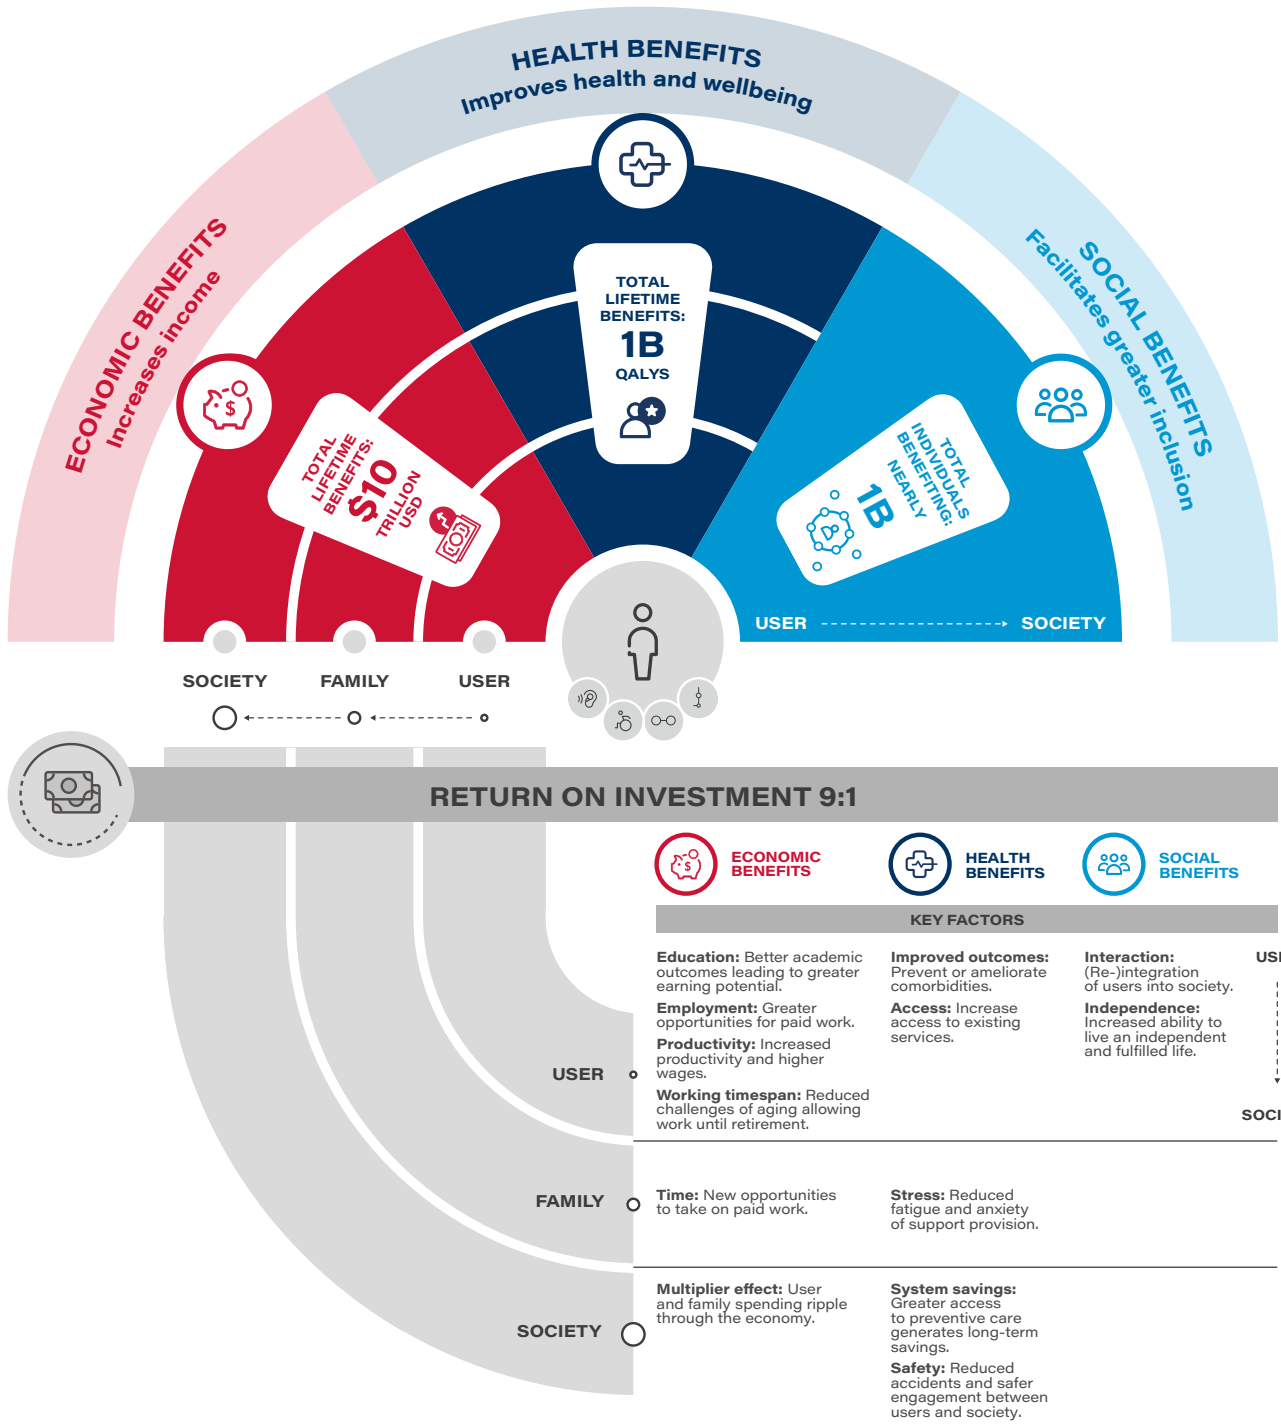 HEALTH BENEFITS
Improves health and wellbeing
ECONOMIC BENEFITS
Increases income
SOCIAL BENEFITS
Facilitates greater inclusion
TOTAL
LIFETIME
BENEFITS:
1B
QALYS
TOTAL
LIFETIME
BENEFITS:
$10
TRILLION
USD
TOTAL
INDIVIDUALS
BENEFITING:
NEARLY
1B
USER
SOCIETY
SOCIETY
FAMILY
USER
RETURN ON INVESTMENT 9:1
ECONOMIC
BENEFITS
HEALTH
BENEFITS
SOCIAL
BENEFITS
KEY FACTORS
USER
Education: Better academic
outcomes leading to greater
earning potential.
Employment: Greater
opportunities for paid work.
Productivity: Increased
productivity and higher
wages.
Working timespan: Reduced
challenges of aging allowing
work until retirement.
Improved outcomes:
Prevent or ameliorate
comorbidities.
Access: Increase
access to existing
services.
Interaction:
(Re-)integration
of users into society.
Independence:
Increased ability to
live an independent
and fulfilled life.
FAMILY
Time: New opportunities
to take on paid work.
Stress: Reduced
fatigue and anxiety
of support provision.
SOCIETY
Multiplier effect: User
and family spending ripple
through the economy.
System savings:
Greater access
to preventive care
generates long-term
savings.
Safety: Reduced
accidents and safer
engagement between
users and society.